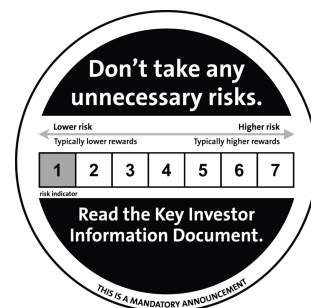 Don't take any
unnecessary risks.
Lower risk Higher risk
Typically lower rewards Typically higher rewards
1 2 3 4 5 6 7
risk indicator
Read the Key Investor
Information Document.
THIS IS A MANDATORY ANNOUNCEMENT